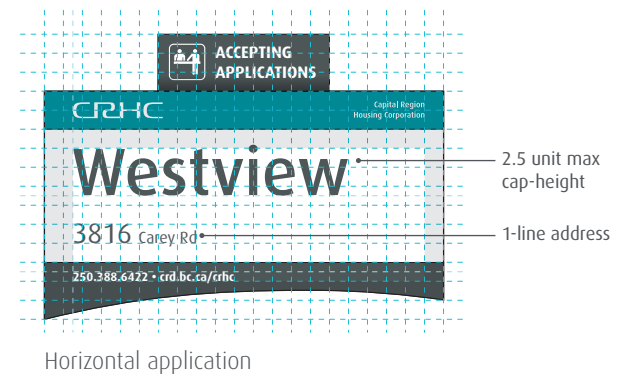 ACCEPTING
APPLICATIONS
CRHC
Capital Region
Housing Corporation
Westview
2.5 unit max
cap-height
3816 Carey Rd
1-line address
250.388.6422 • crd.bc.ca/crhc
Horizontal application